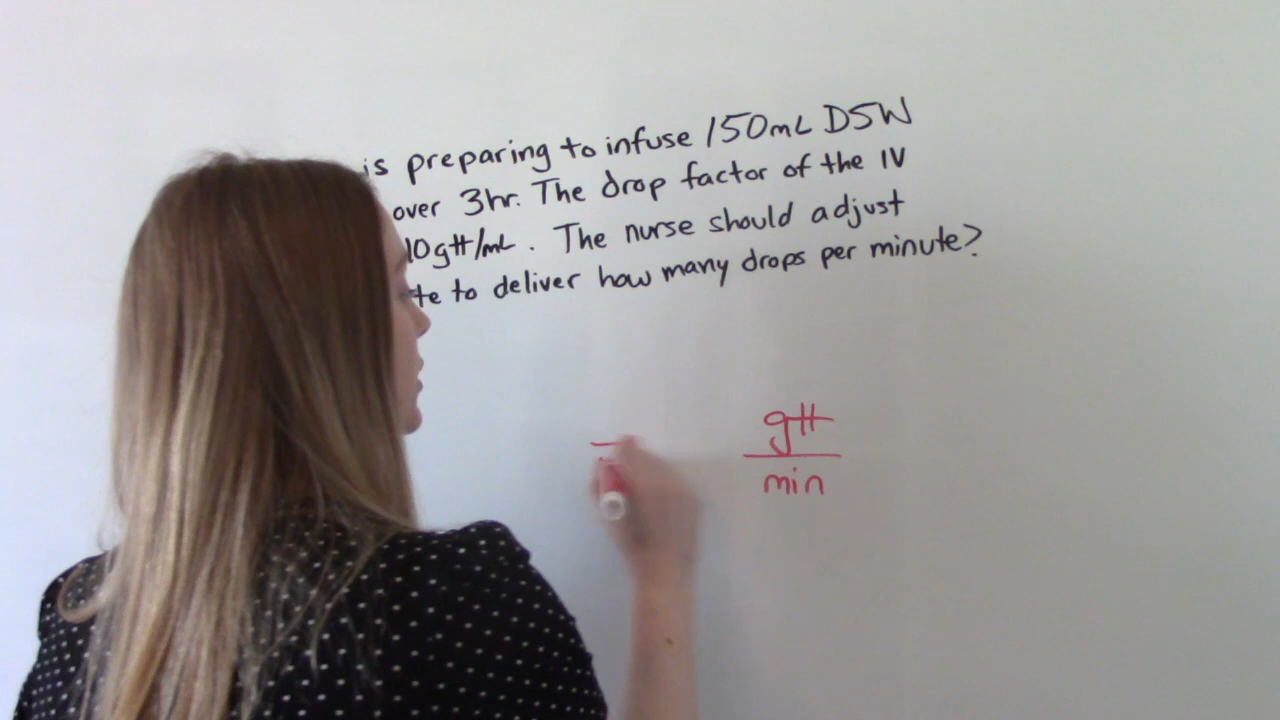 is preparing to infuse 150mL D5W
over 3hr. The drop factor of the IV
10gtt/mL. The nurse should adjust
te to deliver how many drops per minute?
gtt
min